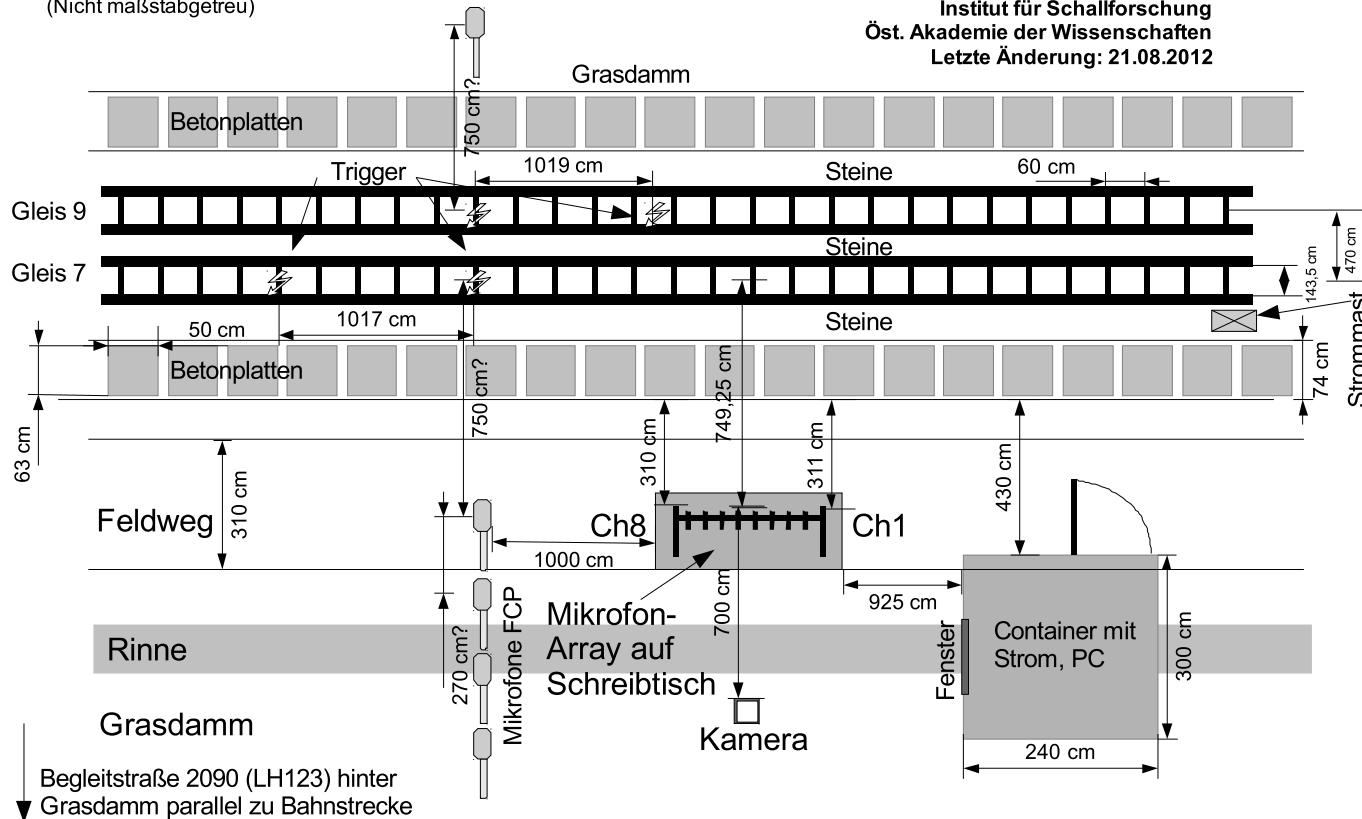 (Nicht maßstabgetreu)
Institut für Schallforschung
Öst. Akademie der Wissenschaften
Letzte Änderung: 21.08.2012
Grasdamm
Betonplatten
750 cm?
Trigger
1019 cm
Steine
60 cm
Gleis 9
Steine
470 cm
Gleis 7
143,5 cm
1017 cm
Steine
50 cm
Strommast
Betonplatten
74 cm
63 cm
750 cm?
749,25 cm
310 cm
311 cm
430 cm
310 cm
Feldweg
Ch8
Ch1
1000 cm
925 cm
700 cm
Mikrofon-
Array auf
Schreibtisch
Mikrofone FCP
270 cm?
Rinne
Fenster
Container mit
Strom, PC
300 cm
Kamera
Grasdamm
240 cm
Begleitstraße 2090 (LH123) hinter
Grasdamm parallel zu Bahnstrecke